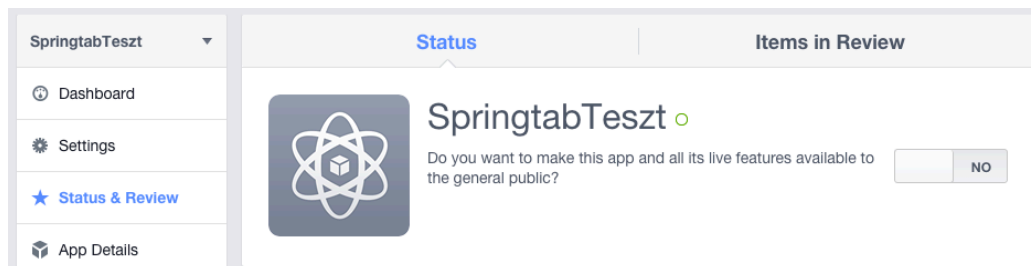 SpringtabTeszt
Dashboard
Settings
Status & Review
App Details
Status
Items in Review
SpringtabTeszt
Do you want to make this app and all its live features available to
the general public?
NO